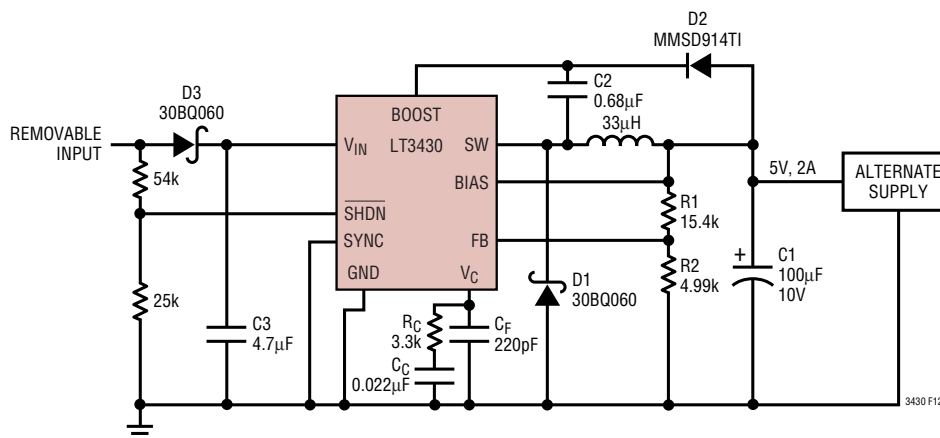 D2
MMSD914TI
D3
30BQ060
C2
0.68µF
33µH
REMOVABLE
INPUT
BOOST
LT3430
VIN
SW
BIAS
SHDN
SYNC
FB
GND
VC
54k
25k
5V, 2A
ALTERNATE
SUPPLY
R1
15.4k
R2
4.99k
C1
+
100µF
10V
D1
30BQ060
C3
4.7µF
RC
3.3k
CF
220pF
CC
0.022µF
3430 F12